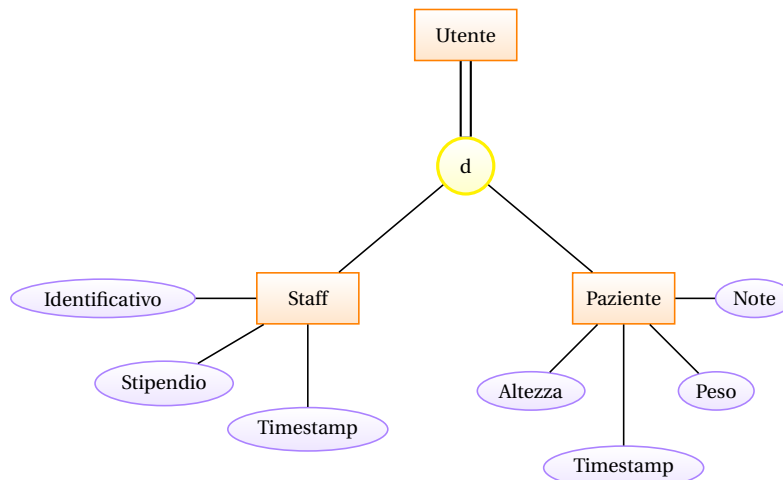 Utente
d
Identificativo
Staff
Paziente
Note
Stipendio
Altezza
Peso
Timestamp
Timestamp